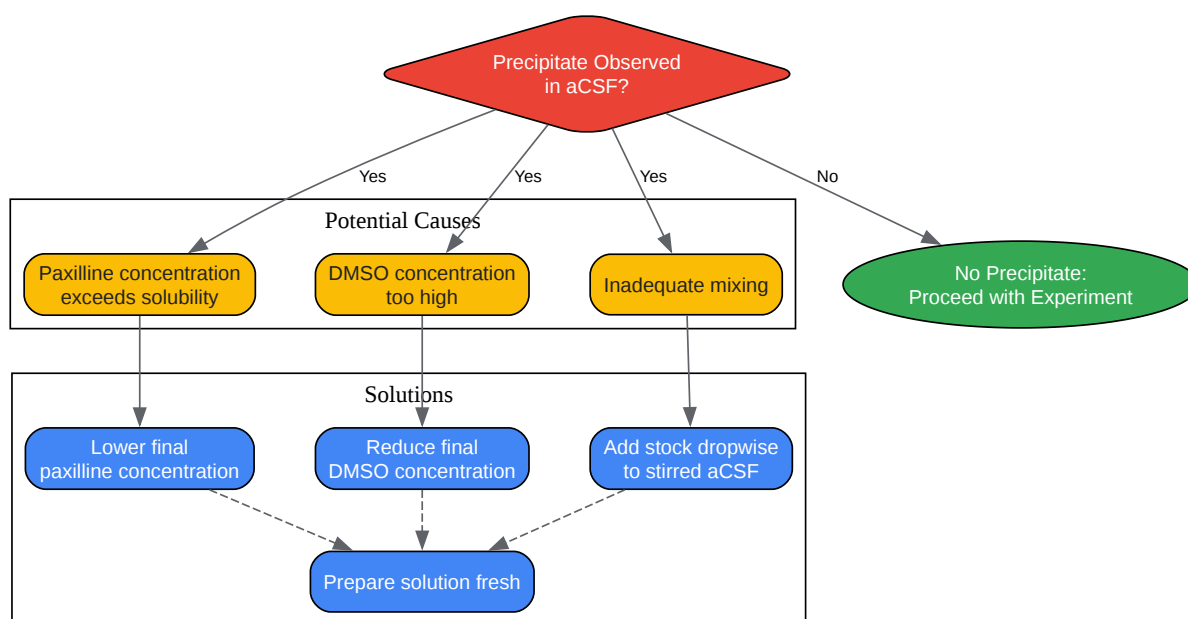 Precipitate Observed
in aCSF?
Yes
Yes
Yes
No
Potential Causes
Paxilline concentration
exceeds solubility
DMSO concentration
too high
Inadequate mixing
No Precipitate:
Proceed with Experiment
Solutions
Lower final
paxilline concentration
Reduce final
DMSO concentration
Add stock dropwise
to stirred aCSF
Prepare solution fresh